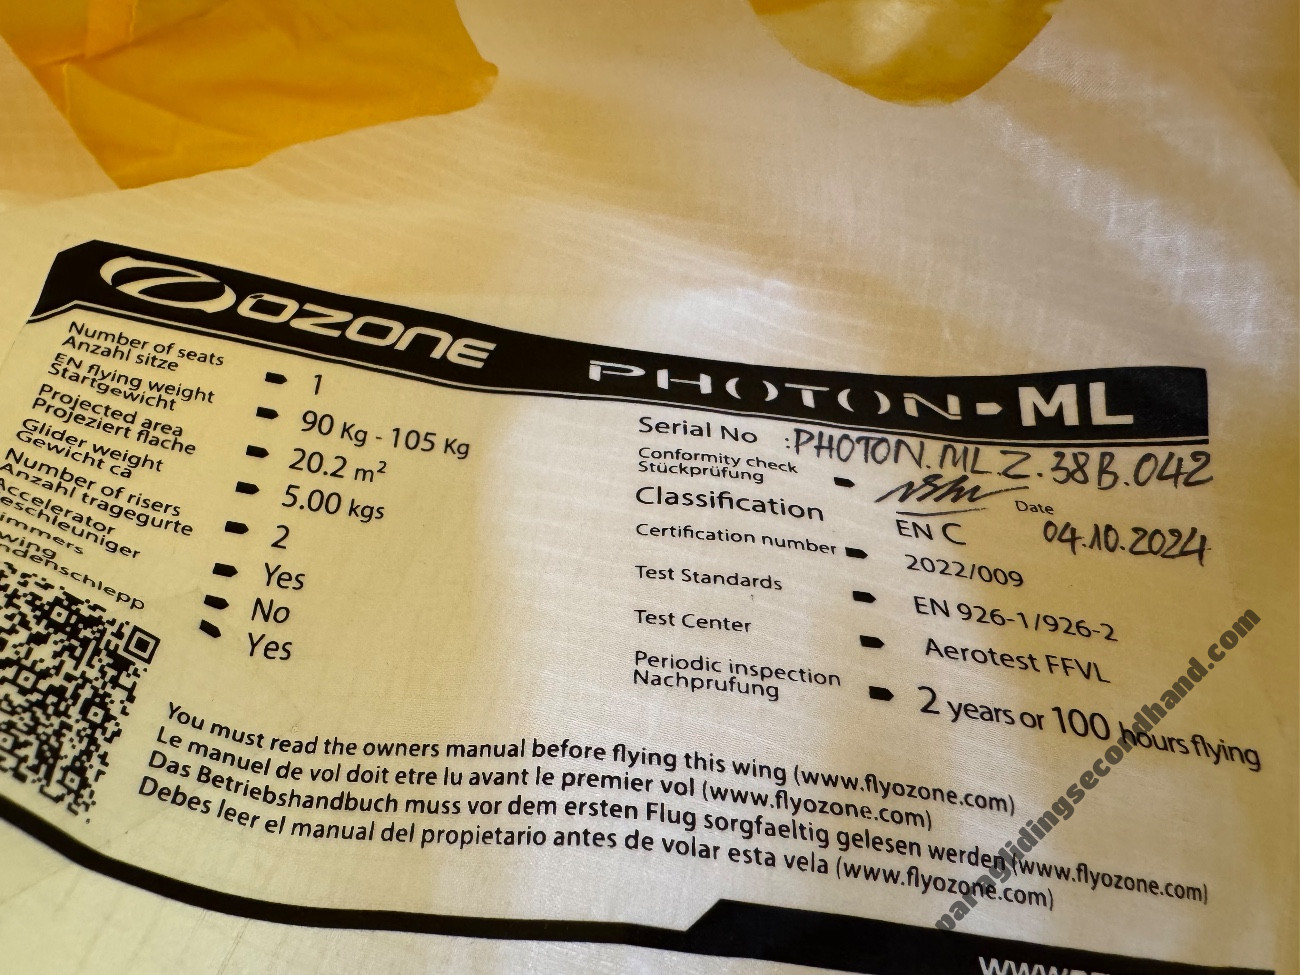 OZONE
PHOTON-ML
Number of seats
Anzahl sitze
1
EN flying weight
Startgewicht
90 Kg - 105 Kg
Projected area
Projeziert flache
20.2 m²
Glider weight
Gewicht ca
5.00 kgs
Number of risers
Anzahl tragegurte
2
Accelerator
eschleuniger
Yes
immers
No
wing
ndenschlepp
Yes
Serial No :PHOTON.ML.Z.38B.042
Conformity check
Stückprüfung
Date
04.10.2024
Classification
EN C
Certification number
2022/009
Test Standards
EN 926-1/926-2
Test Center
Aerotest FFVL
Periodic inspection
Nachprufung
2 years or 100 hours flying
You must read the owners manual before flying this wing (www.flyozone.com)
Le manuel de vol doit etre lu avant le premier vol (www.flyozone.com)
Das Betriebshandbuch muss vor dem ersten Flug sorgfaeltig gelesen werden (www.flyozone.com)
Debes leer el manual del propietario antes de volar esta vela (www.flyozone.com)
paraglidingsecondhand.com